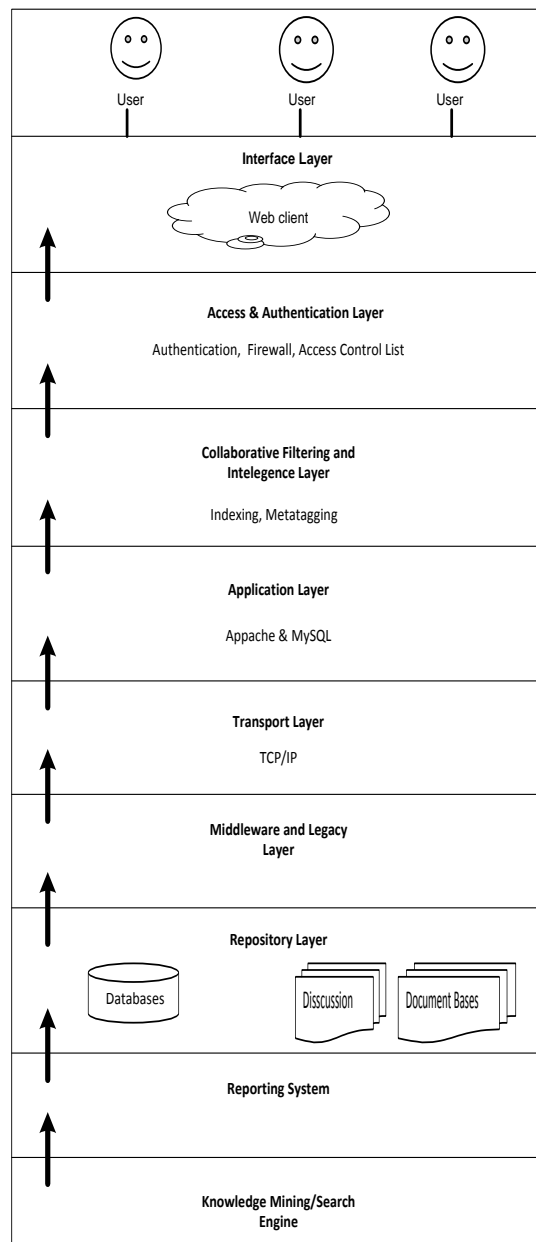 User
User
User
Interface Layer
Web client
Access & Authentication Layer
Authentication, Firewall, Access Control List
Collaborative Filtering and
Intelegence Layer
Indexing, Metatagging
Application Layer
Appache & MySQL
Transport Layer
TCP/IP
Middleware and Legacy
Layer
Repository Layer
Databases
Disscussion
Document Bases
Reporting System
Knowledge Mining/Search
Engine